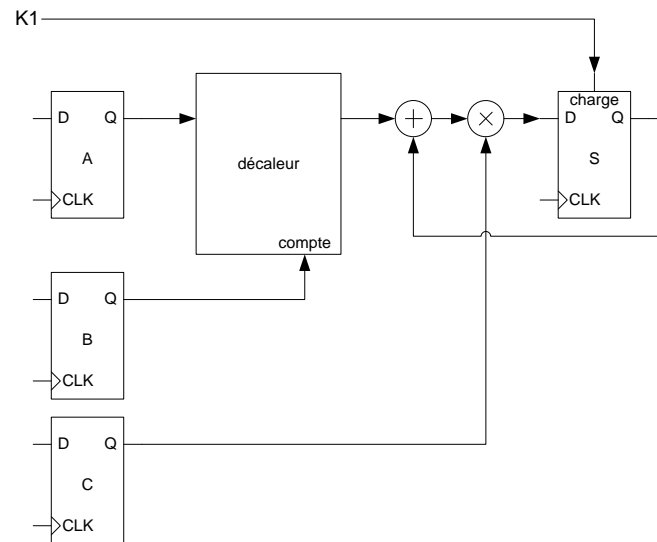 K1
charge
D Q
A
CLK
décaleur
compte
+
×
D Q
S
CLK
D Q
B
CLK
D Q
C
CLK